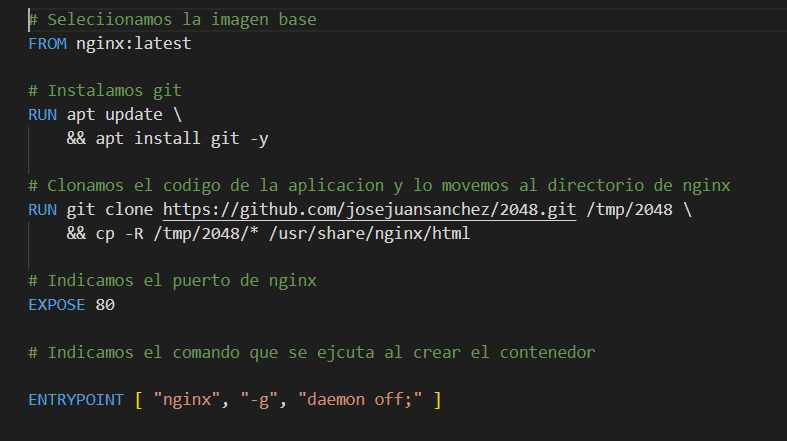 # Seleciionamos la imagen base
FROM nginx:latest
# Instalamos git
RUN apt update \
&& apt install git -y
# Clonamos el codigo de la aplicacion y lo movemos al directorio de nginx
RUN git clone https://github.com/josejuansanchez/2048.git /tmp/2048 \
&& cp -R /tmp/2048/* /usr/share/nginx/html
# Indicamos el puerto de nginx
EXPOSE 80
# Indicamos el comando que se ejcuta al crear el contenedor
ENTRYPOINT [ "nginx", "-g", "daemon off;" ]